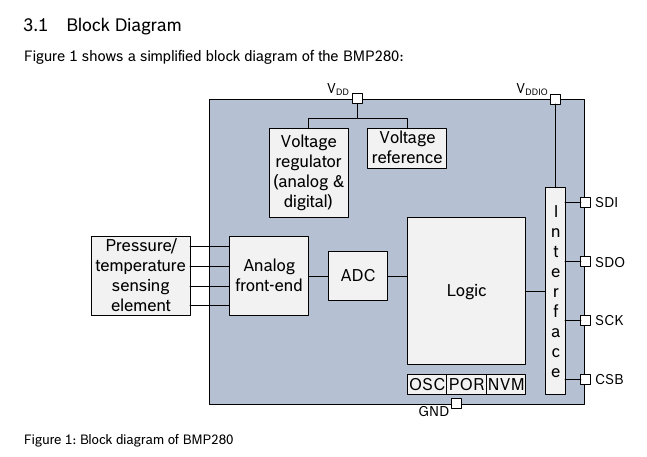 3.1 Block Diagram
Figure 1 shows a simplified block diagram of the BMP280:
VDD
VDDIO
Voltage
regulator
(analog &
digital)
Voltage
reference
Pressure/
temperature
sensing
element
Analog
front-end
ADC
Logic
Interface
SDI
SDO
SCK
CSB
OSC POR NVM
GND
Figure 1: Block diagram of BMP280